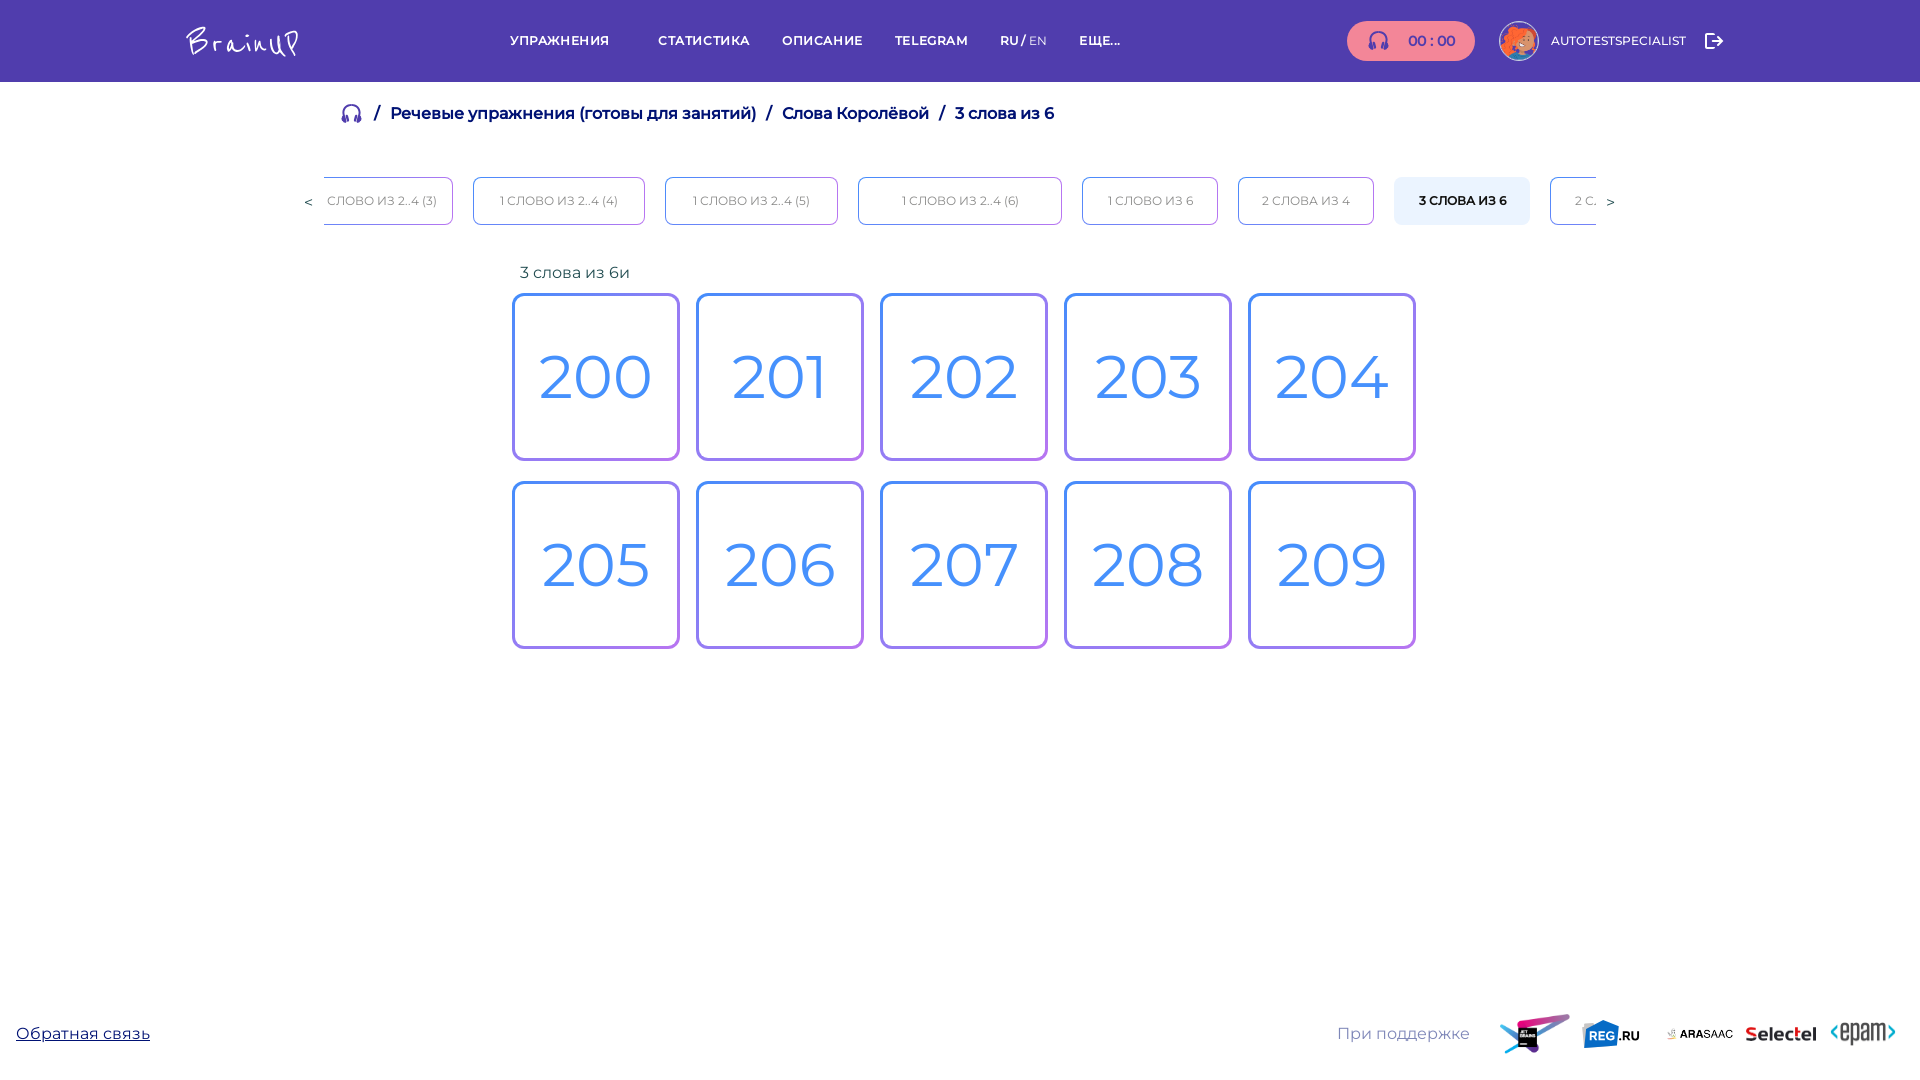 BrainUP УПРАЖНЕНИЯ СТАТИСТИКА ОПИСАНИЕ TELEGRAM RU / EN ЕЩЕ... 00 : 00 AUTOTESTSPECIALIST
/ Речевые упражнения (готовы для занятий) / Слова Королёвой / 3 слова из 6
< СЛОВО ИЗ 2..4 (3) 1 СЛОВО ИЗ 2..4 (4) 1 СЛОВО ИЗ 2..4 (5) 1 СЛОВО ИЗ 2..4 (6) 1 СЛОВО ИЗ 6 2 СЛОВА ИЗ 4 3 СЛОВА ИЗ 6 2 С. >
3 слова из 6и
200 201 202 203 204
205 206 207 208 209
Обратная связь При поддержке JET BRAINS REG.RU ARASAAC Selectel <epam>